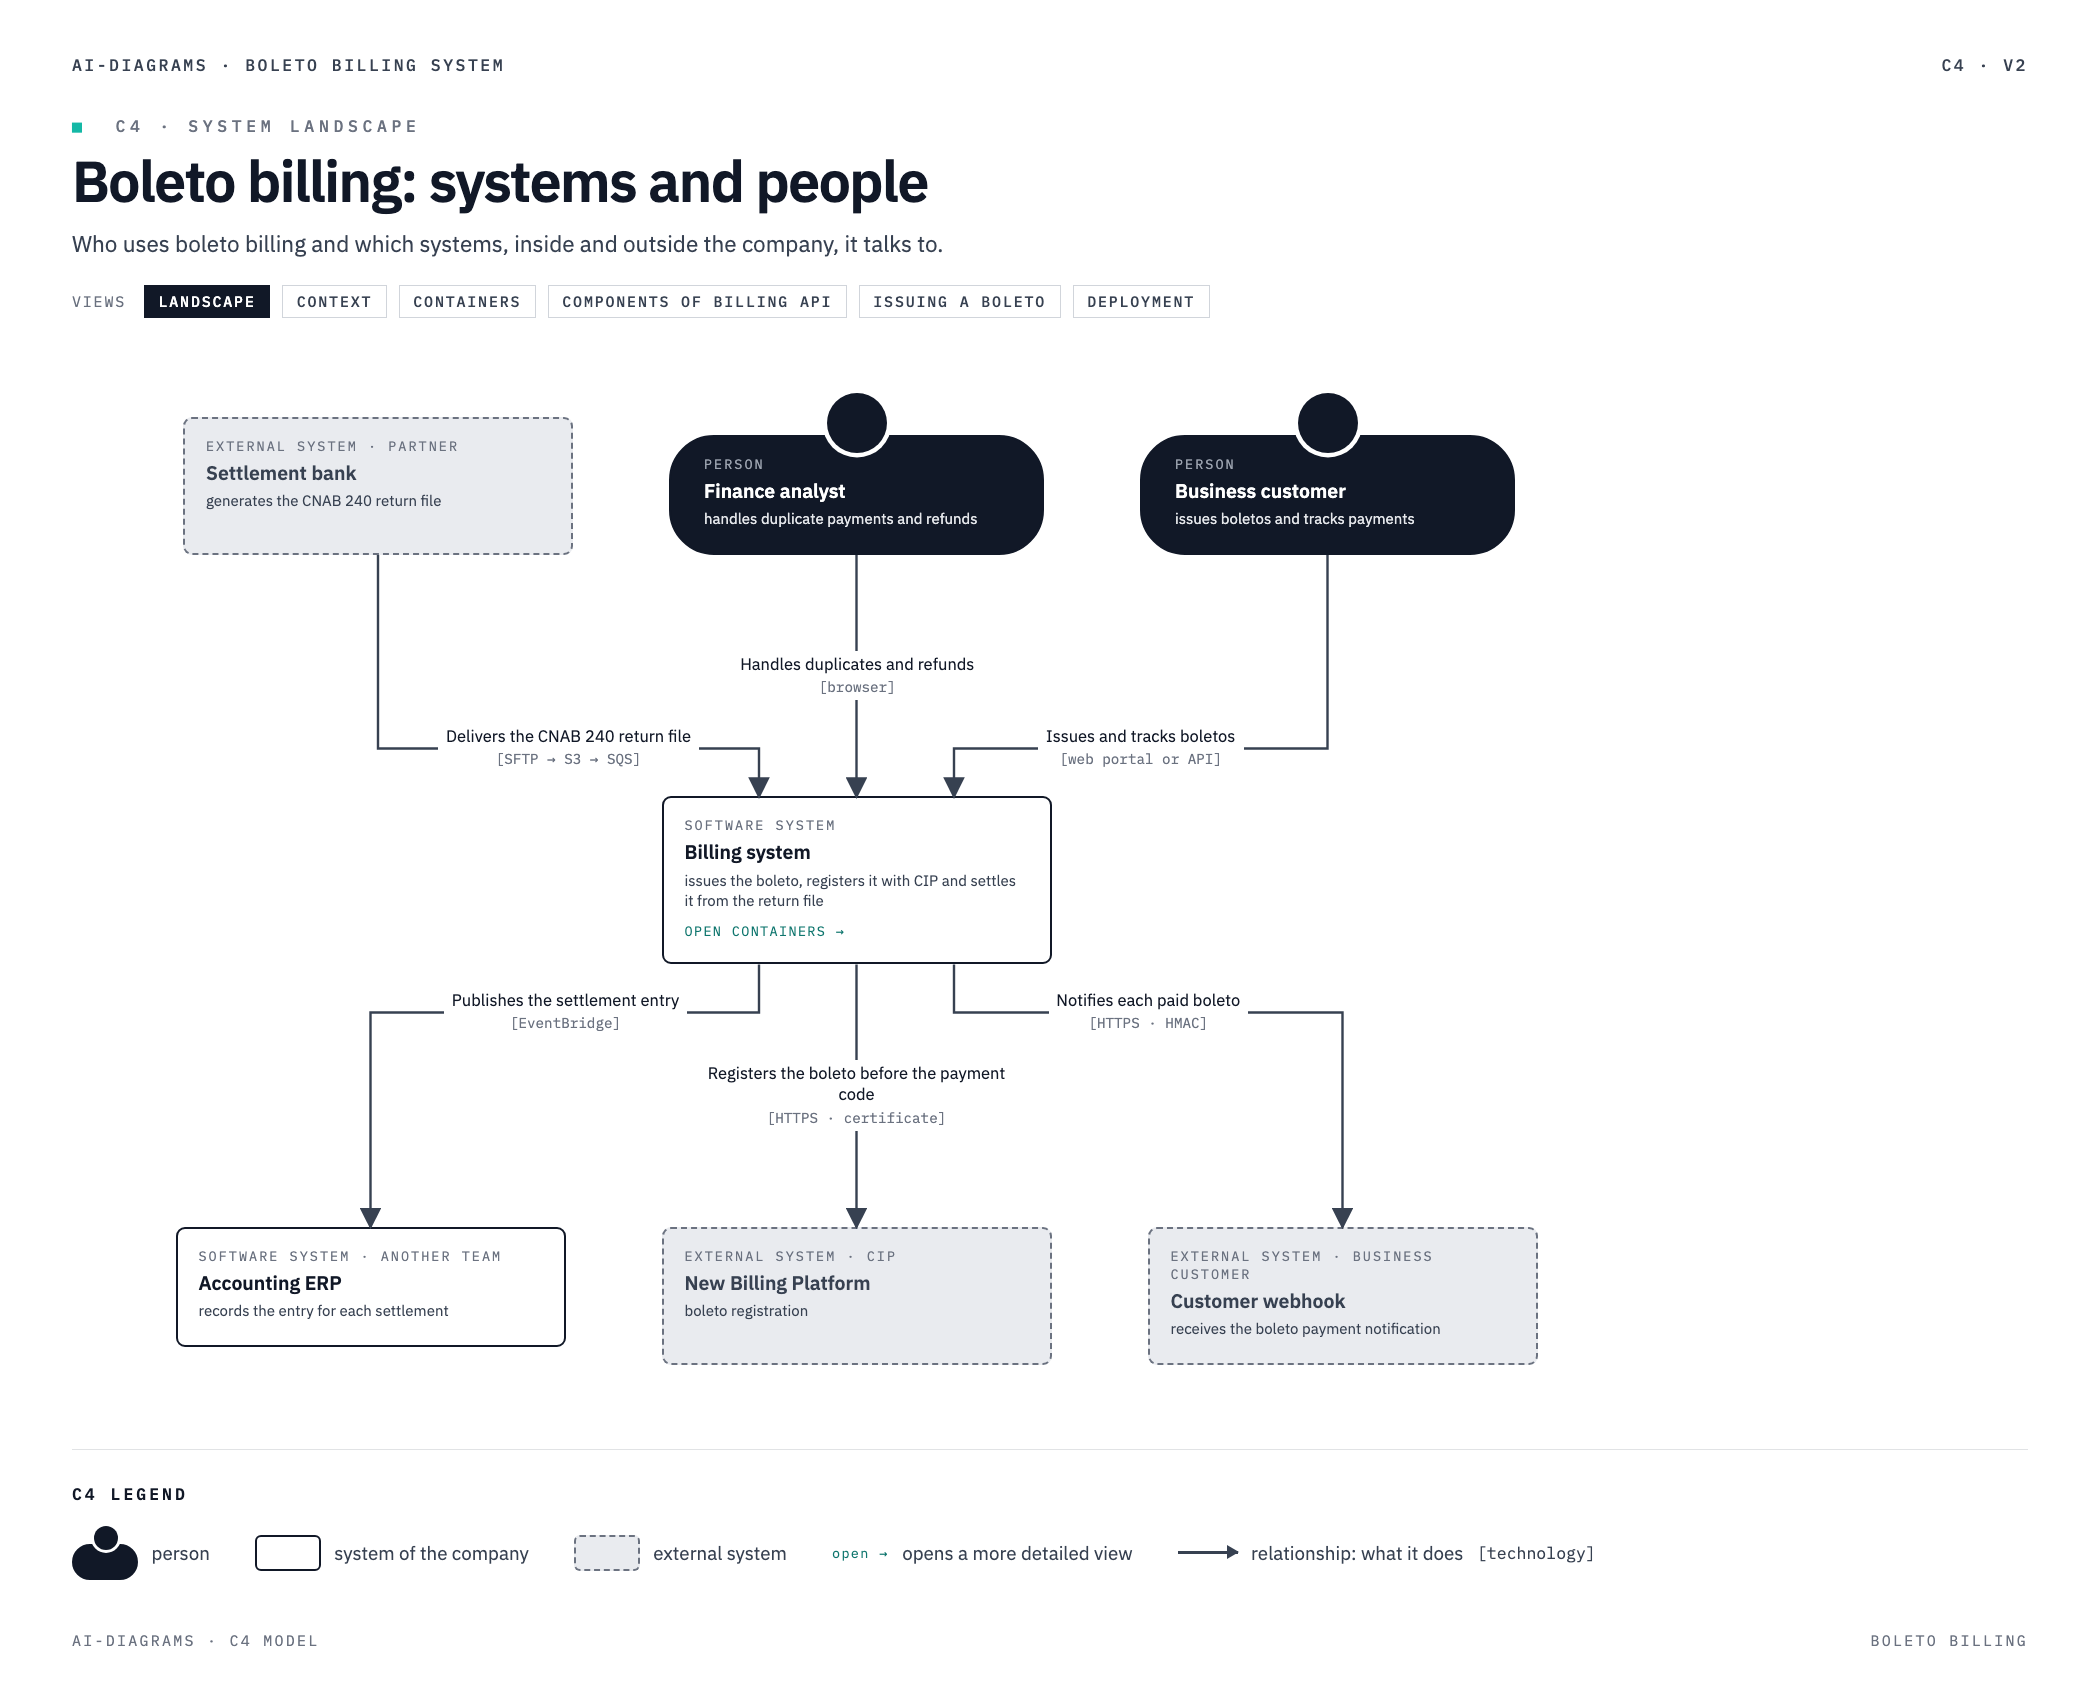 AI-DIAGRAMS · BOLETO BILLING SYSTEM
C4 · V2
C4 · SYSTEM LANDSCAPE
Boleto billing: systems and people
Who uses boleto billing and which systems, inside and outside the company, it talks to.
VIEWS
LANDSCAPE
CONTEXT
CONTAINERS
COMPONENTS OF BILLING API
ISSUING A BOLETO
DEPLOYMENT
EXTERNAL SYSTEM · PARTNER
Settlement bank
generates the CNAB 240 return file
PERSON
Finance analyst
handles duplicate payments and refunds
PERSON
Business customer
issues boletos and tracks payments
Handles duplicates and refunds
[browser]
Delivers the CNAB 240 return file
[SFTP → S3 → SQS]
Issues and tracks boletos
[web portal or API]
SOFTWARE SYSTEM
Billing system
issues the boleto, registers it with CIP and settles
it from the return file
OPEN CONTAINERS →
Publishes the settlement entry
[EventBridge]
Notifies each paid boleto
[HTTPS · HMAC]
Registers the boleto before the payment
code
[HTTPS · certificate]
SOFTWARE SYSTEM · ANOTHER TEAM
Accounting ERP
records the entry for each settlement
EXTERNAL SYSTEM · CIP
New Billing Platform
boleto registration
EXTERNAL SYSTEM · BUSINESS
CUSTOMER
Customer webhook
receives the boleto payment notification
C4 LEGEND
person
system of the company
external system
open → opens a more detailed view
relationship: what it does [technology]
AI-DIAGRAMS · C4 MODEL
BOLETO BILLING